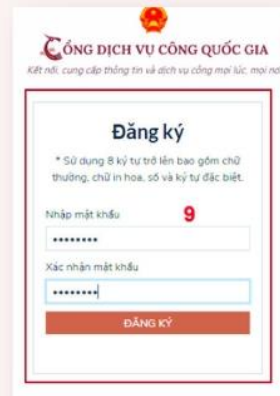 CỔNG DỊCH VỤ CÔNG QUỐC GIA
Kết nối, cung cấp thông tin và dịch vụ công mọi lúc, mọi nơi
Đăng ký
* Sử dụng 8 ký tự trở lên bao gồm chữ
thường, chữ in hoa, số và ký tự đặc biệt.
Nhập mật khẩu
9
••••••••
Xác nhận mật khẩu
••••••••
ĐĂNG KÝ